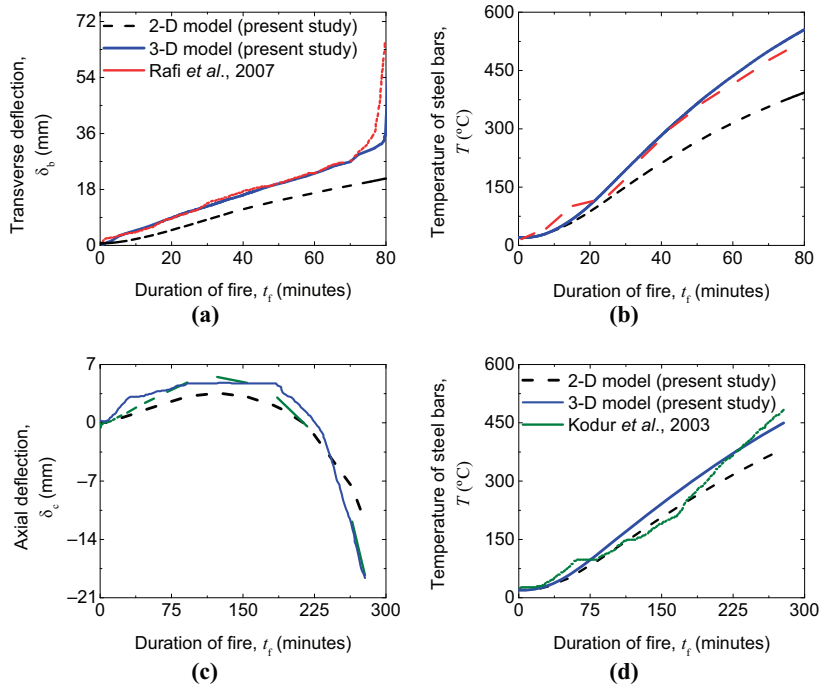 72
54
36
18
0
0
20
40
60
80
Transverse deflection,
δb (mm)
2-D model (present study)
3-D model (present study)
Rafi et al., 2007
Duration of fire, tf (minutes)
(a)
600
450
300
150
0
0
20
40
60
80
Temperature of steel bars,
T (ºC)
Duration of fire, tf (minutes)
(b)
7
0
–7
–14
–21
0
75
150
225
300
Axial deflection,
δc (mm)
Duration of fire, tf (minutes)
(c)
600
450
300
150
0
0
75
150
225
300
Temperature of steel bars,
T (ºC)
2-D model (present study)
3-D model (present study)
Kodur et al., 2003
Duration of fire, tf (minutes)
(d)